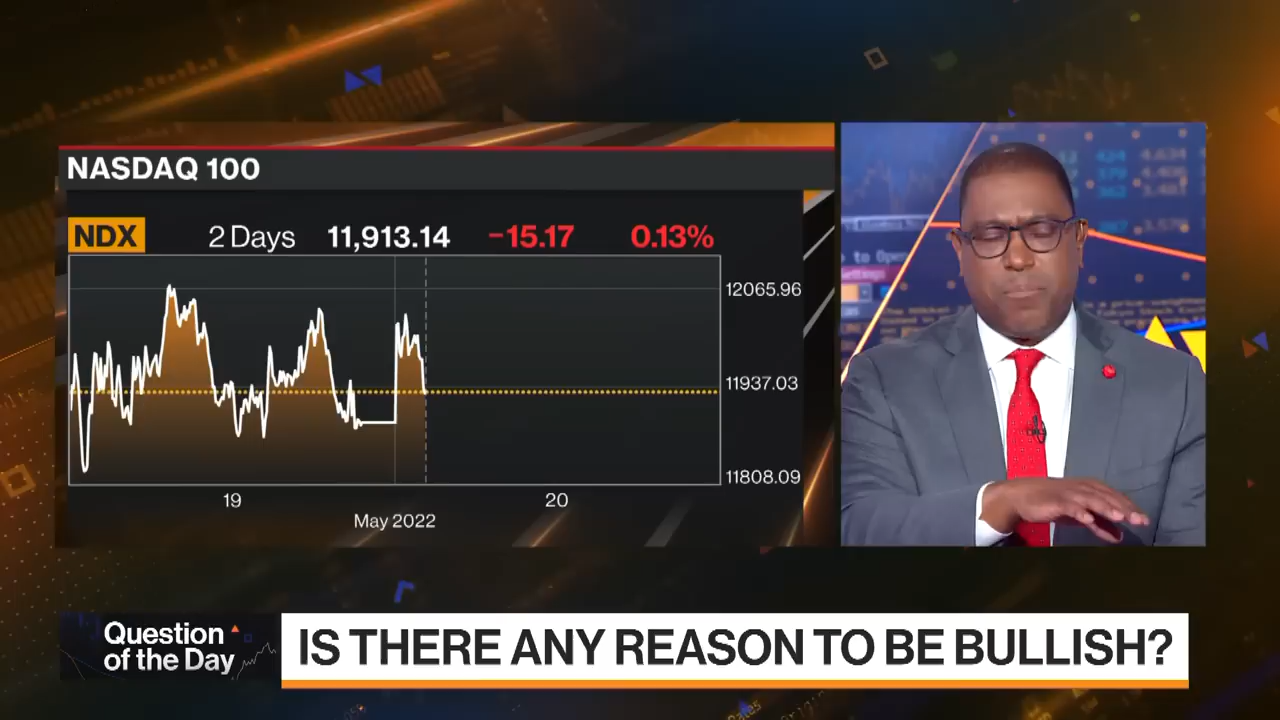 NASDAQ 100
NDX 2 Days 11,913.14 −15.17 0.13%
12065.96
11937.03
11808.09
19 20
May 2022
Question
of the Day
IS THERE ANY REASON TO BE BULLISH?